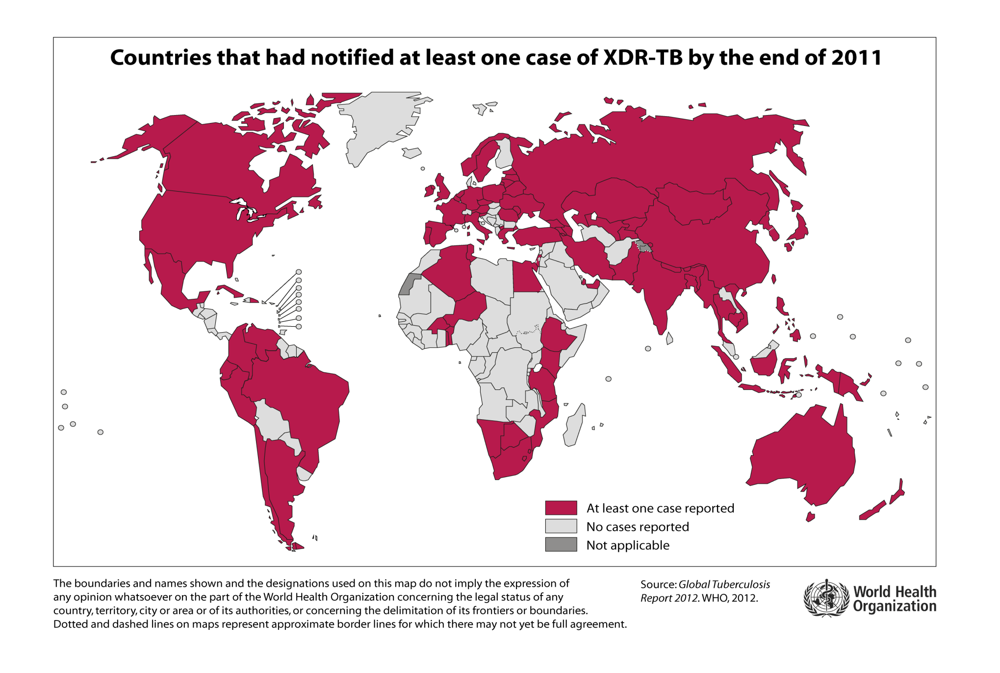 Countries that had notified at least one case of XDR-TB by the end of 2011
At least one case reported
No cases reported
Not applicable
The boundaries and names shown and the designations used on this map do not imply the expression of
any opinion whatsoever on the part of the World Health Organization concerning the legal status of any
country, territory, city or area or of its authorities, or concerning the delimitation of its frontiers or boundaries.
Dotted and dashed lines on maps represent approximate border lines for which there may not yet be full agreement.
Source: Global Tuberculosis
Report 2012. WHO, 2012.
World Health
Organization